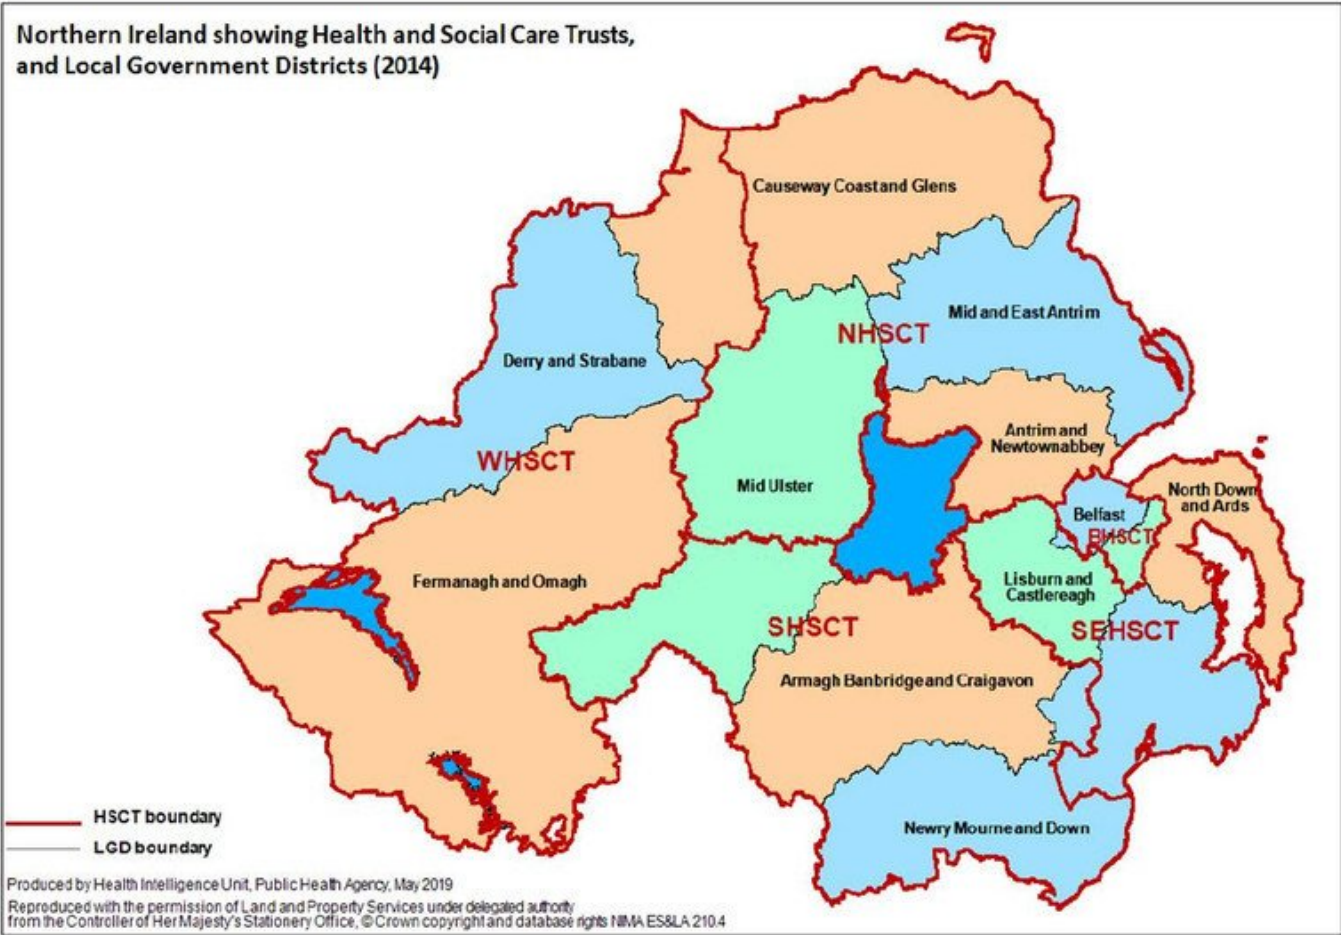 Northern Ireland showing Health and Social Care Trusts,
and Local Government Districts (2014)
Causeway Coast and Glens
Mid and East Antrim
NHSCT
Derry and Strabane
Antrim and
Newtownabbey
WHSCT
Mid Ulster
North Down
and Ards
Belfast
BHSCT
Fermanagh and Omagh
Lisburn and
Castlereagh
SHSCT
SEHSCT
Armagh Banbridge and Craigavon
Newry Mourne and Down
HSCT boundary
LGD boundary
Produced by Health Intelligence Unit, Public Heath Agency, May 2019
Reproduced with the permission of Land and Property Services under delegated authority
from the Controller of Her Majesty's Stationery Office, © Crown copyright and database rights NIMA ES&LA 210.4